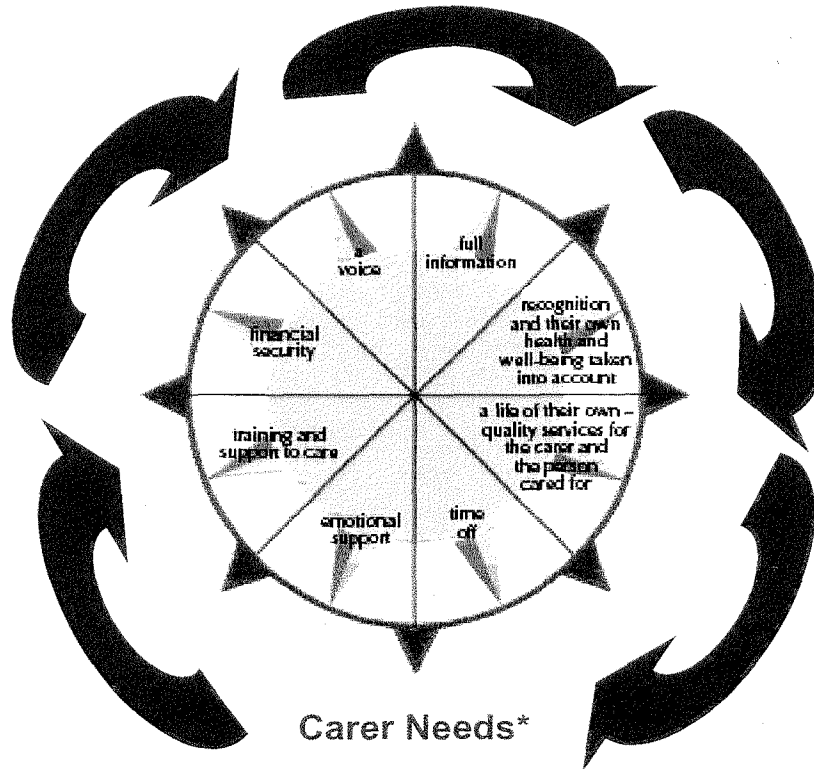 a
voice
full
information
recognition
and their own
health and
well-being taken
into account
a life of their own –
quality services for
the carer and
the person
cared for
time
off
emotional
support
training and
support to care
financial
security
Carer Needs*